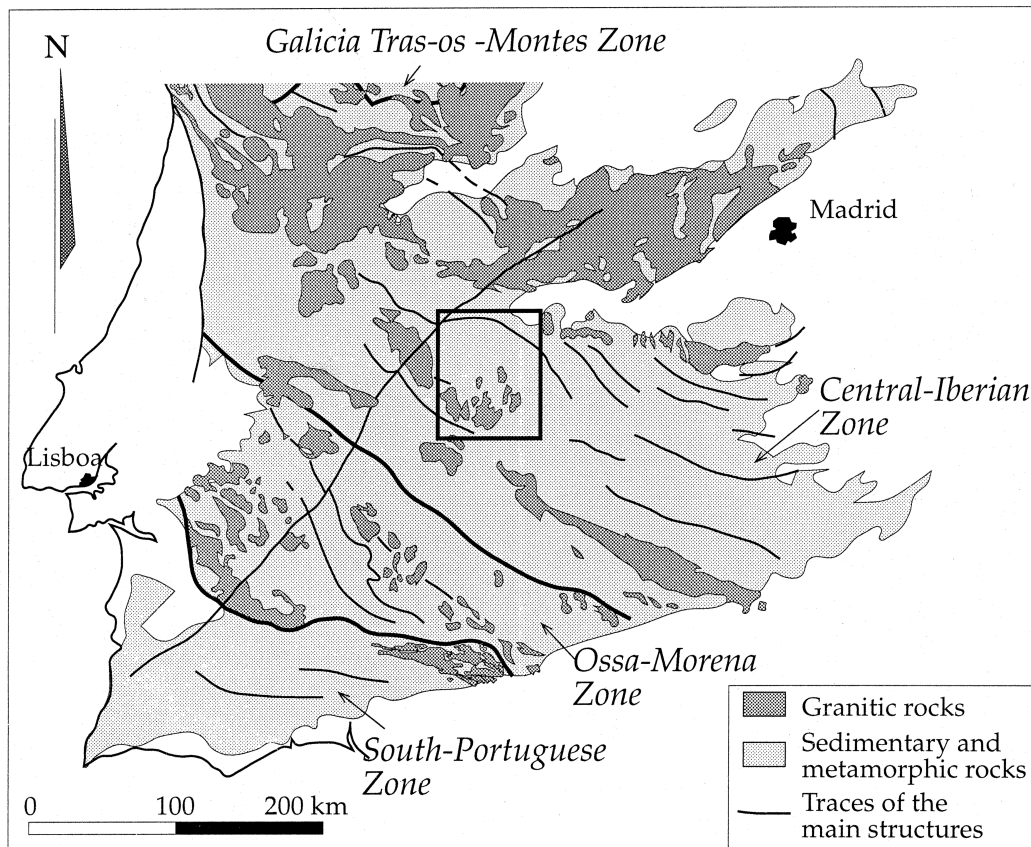 N
Galicia Tras-os -Montes Zone
Madrid
Central-Iberian
Zone
Lisboa
Ossa-Morena
Zone
South-Portuguese
Zone
0 100 200 km
Granitic rocks
Sedimentary and
metamorphic rocks
Traces of the
main structures